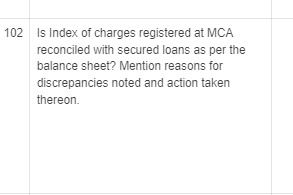 102 Is Index of charges registered at MCA
reconciled with secured loans as per the
balance sheet? Mention reasons for
discrepancies noted and action taken
thereon.